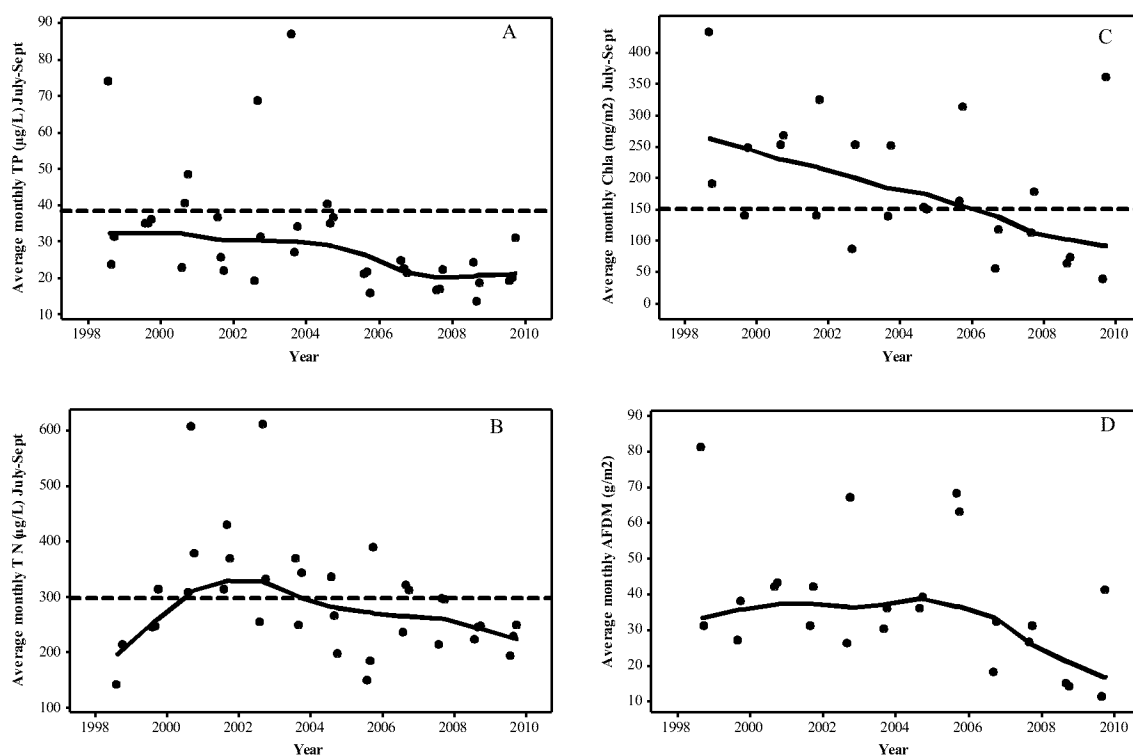 A
Average monthly TP (µg/L) July-Sept
90
80
70
60
50
40
30
20
10
1998 2000 2002 2004 2006 2008 2010
Year
C
Average monthly Chla (mg/m2) July-Sept
400
350
300
250
200
150
100
50
0
1998 2000 2002 2004 2006 2008 2010
Year
B
Average monthly T N (µg/L) July-Sept
600
500
400
300
200
100
1998 2000 2002 2004 2006 2008 2010
Year
D
Average monthly AFDM (g/m2)
90
80
70
60
50
40
30
20
10
1998 2000 2002 2004 2006 2008 2010
Year